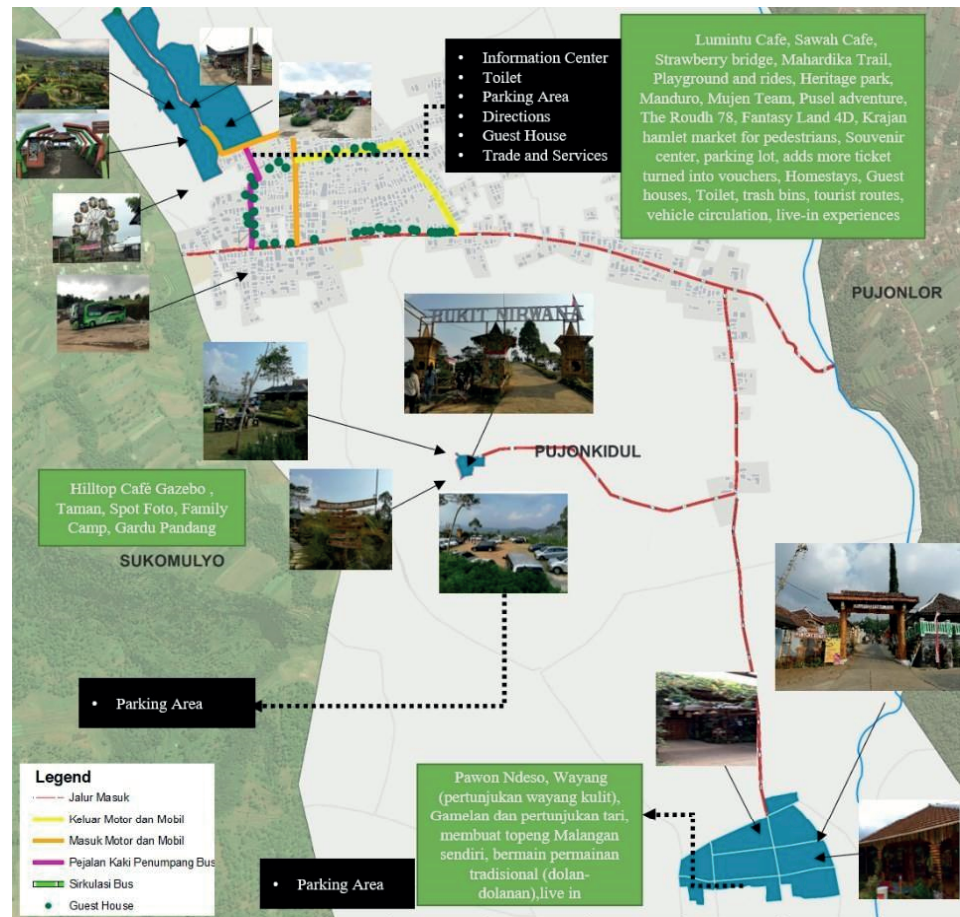 • Information Center
• Toilet
• Parking Area
• Directions
• Guest House
• Trade and Services
Lumintu Cafe, Sawah Cafe,
Strawberry bridge, Mahardika Trail,
Playground and rides, Heritage park,
Manduro, Mujen Team, Pusel adventure,
The Roudh 78, Fantasy Land 4D, Krajan
hamlet market for pedestrians, Souvenir
center, parking lot, adds more ticket
turned into vouchers, Homestays, Guest
houses, Toilet, trash bins, tourist routes,
vehicle circulation, live-in experiences
PUJONLOR
BUKIT NIRWANA
PUJONKIDUL
Hilltop Café Gazebo ,
Taman, Spot Foto, Family
Camp, Gardu Pandang
SUKOMULYO
• Parking Area
Legend
Jalur Masuk
Keluar Motor dan Mobil
Masuk Motor dan Mobil
Pejalan Kaki Penumpang Bus
Sirkulasi Bus
Guest House
• Parking Area
Pawon Ndeso, Wayang
(pertunjukan wayang kulit),
Gamelan dan pertunjukan tari,
membuat topeng Malangan
sendiri, bermain permainan
tradisional (dolan-
dolanan),live in